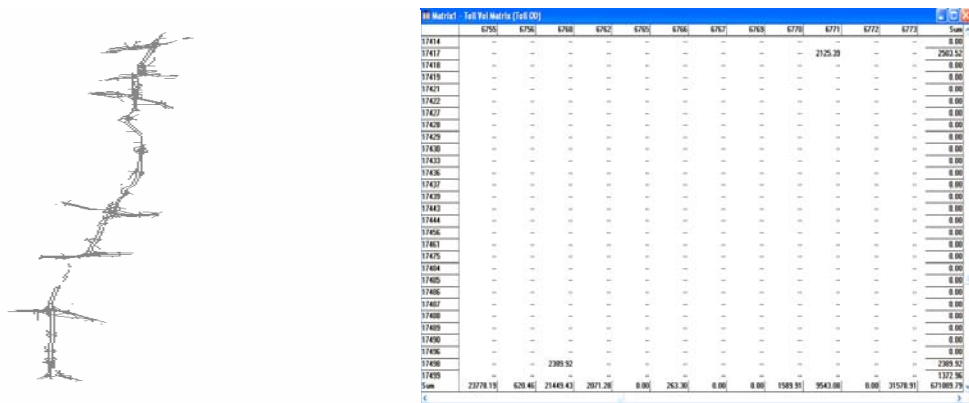 Matrix1 - Toll Vol Matrix (Toll OD)
6755 6756 6760 6762 6765 6766 6767 6769 6770 6771 6772 6773 Sum
17414 -- -- -- -- -- -- -- -- -- -- -- -- 0.00
17417 -- -- -- -- -- -- -- -- -- 2125.39 -- -- 2503.52
17418 -- -- -- -- -- -- -- -- -- -- -- -- 0.00
17419 -- -- -- -- -- -- -- -- -- -- -- -- 0.00
17421 -- -- -- -- -- -- -- -- -- -- -- -- 0.00
17422 -- -- -- -- -- -- -- -- -- -- -- -- 0.00
17427 -- -- -- -- -- -- -- -- -- -- -- -- 0.00
17428 -- -- -- -- -- -- -- -- -- -- -- -- 0.00
17429 -- -- -- -- -- -- -- -- -- -- -- -- 0.00
17430 -- -- -- -- -- -- -- -- -- -- -- -- 0.00
17433 -- -- -- -- -- -- -- -- -- -- -- -- 0.00
17436 -- -- -- -- -- -- -- -- -- -- -- -- 0.00
17437 -- -- -- -- -- -- -- -- -- -- -- -- 0.00
17439 -- -- -- -- -- -- -- -- -- -- -- -- 0.00
17443 -- -- -- -- -- -- -- -- -- -- -- -- 0.00
17444 -- -- -- -- -- -- -- -- -- -- -- -- 0.00
17456 -- -- -- -- -- -- -- -- -- -- -- -- 0.00
17461 -- -- -- -- -- -- -- -- -- -- -- -- 0.00
17475 -- -- -- -- -- -- -- -- -- -- -- -- 0.00
17484 -- -- -- -- -- -- -- -- -- -- -- -- 0.00
17485 -- -- -- -- -- -- -- -- -- -- -- -- 0.00
17486 -- -- -- -- -- -- -- -- -- -- -- -- 0.00
17487 -- -- -- -- -- -- -- -- -- -- -- -- 0.00
17488 -- -- -- -- -- -- -- -- -- -- -- -- 0.00
17489 -- -- -- -- -- -- -- -- -- -- -- -- 0.00
17490 -- -- -- -- -- -- -- -- -- -- -- -- 0.00
17496 -- -- -- -- -- -- -- -- -- -- -- -- 0.00
17498 -- -- 2389.92 -- -- -- -- -- -- -- -- -- 2389.92
17499 -- -- -- -- -- -- -- -- -- -- -- -- 1372.96
Sum 23778.19 620.46 21449.43 2071.28 0.00 263.30 0.00 0.00 1589.91 9543.08 0.00 31578.91 671089.79